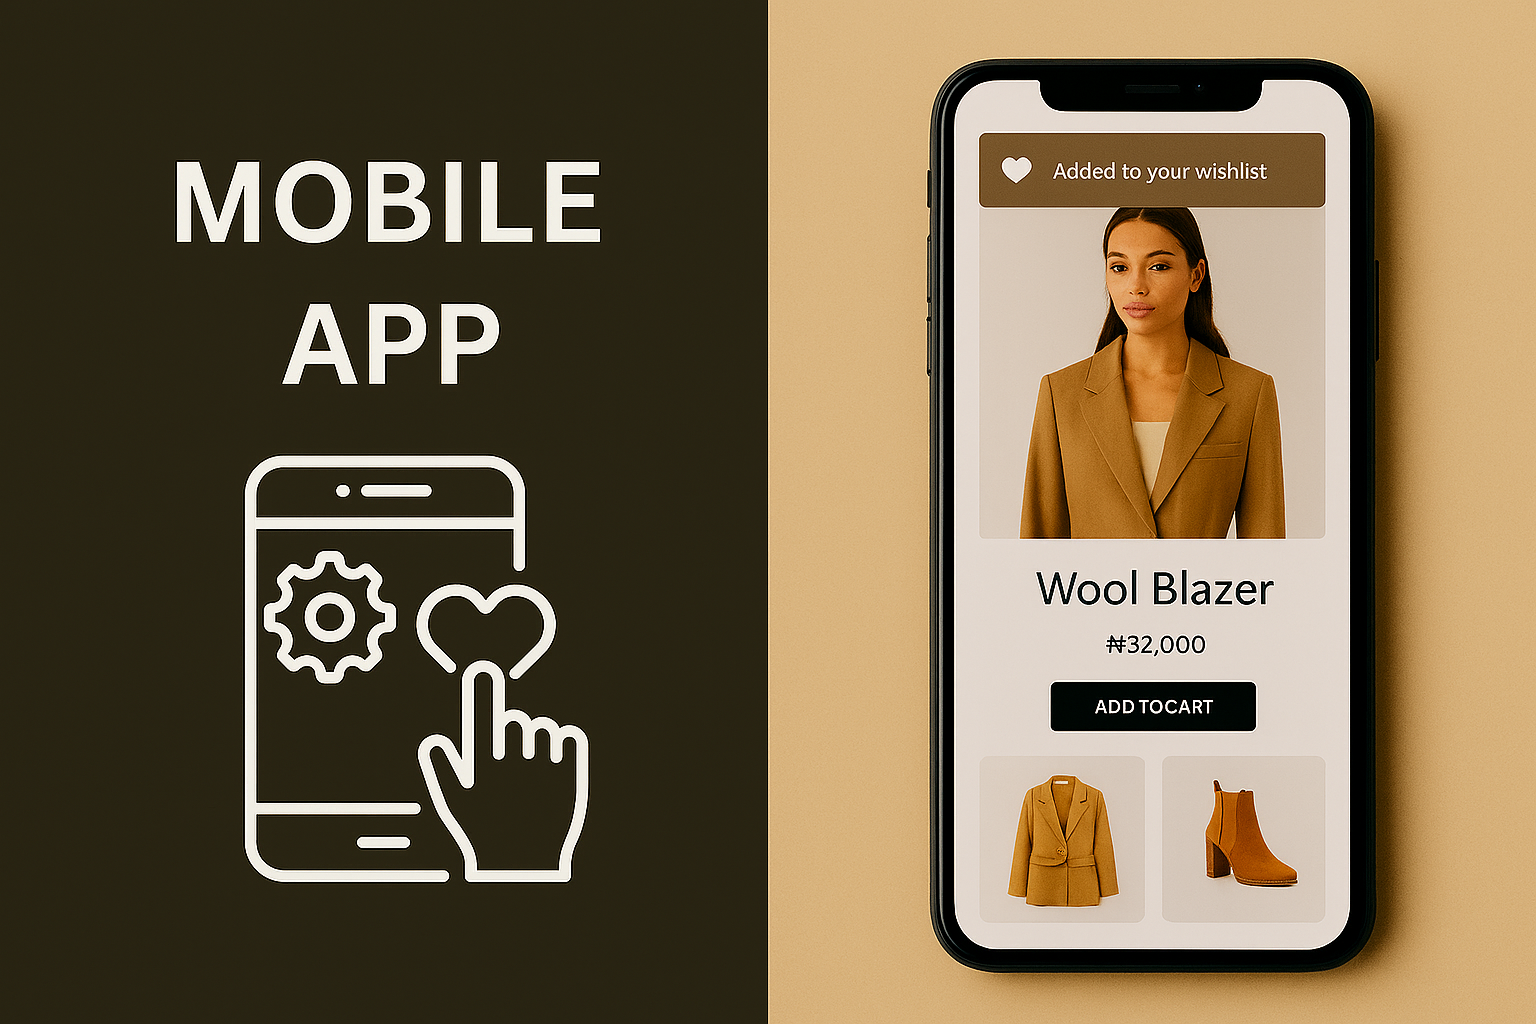 MOBILE
APP
Added to your wishlist
Wool Blazer
₦32,000
ADD TOCART